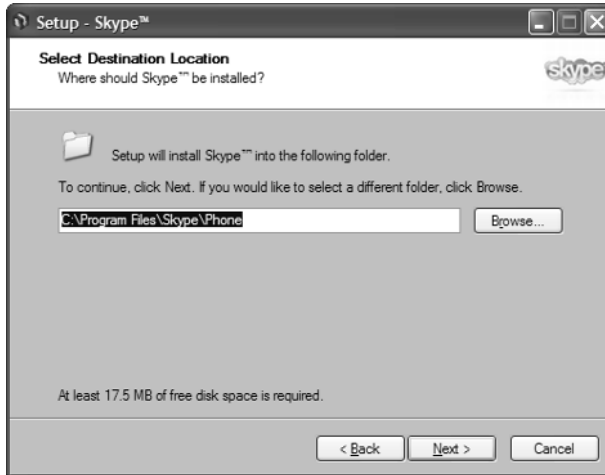 Setup - Skype™
Select Destination Location
Where should Skype™ be installed?
skype
Setup will install Skype™ into the following folder.
To continue, click Next. If you would like to select a different folder, click Browse.
C:\Program Files\Skype\Phone
Browse...
At least 17.5 MB of free disk space is required.
< Back
Next >
Cancel